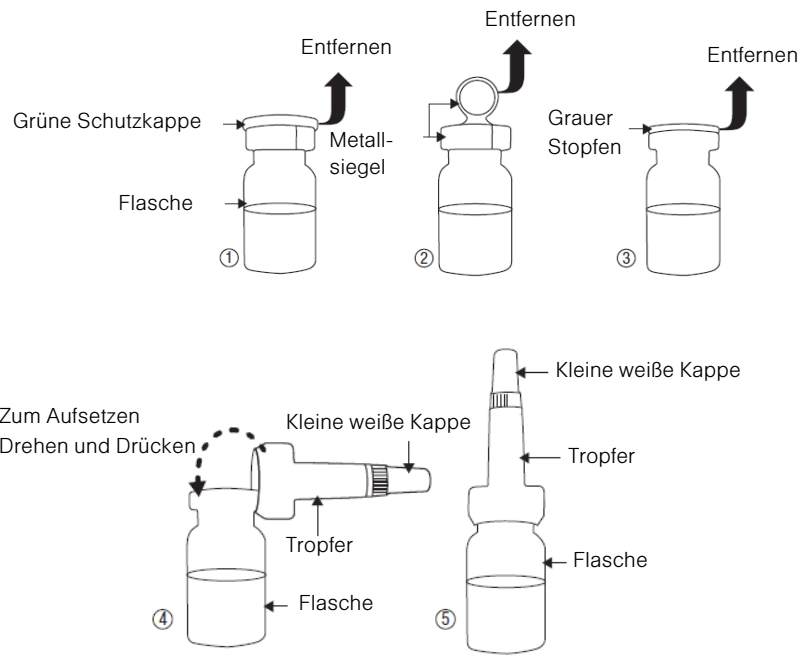 Entfernen
Grüne Schutzkappe
Flasche
①
Entfernen
Metall-
siegel
②
Entfernen
Grauer
Stopfen
③
Zum Aufsetzen
Drehen und Drücken
Kleine weiße Kappe
Tropfer
Flasche
④
Kleine weiße Kappe
Tropfer
Flasche
⑤